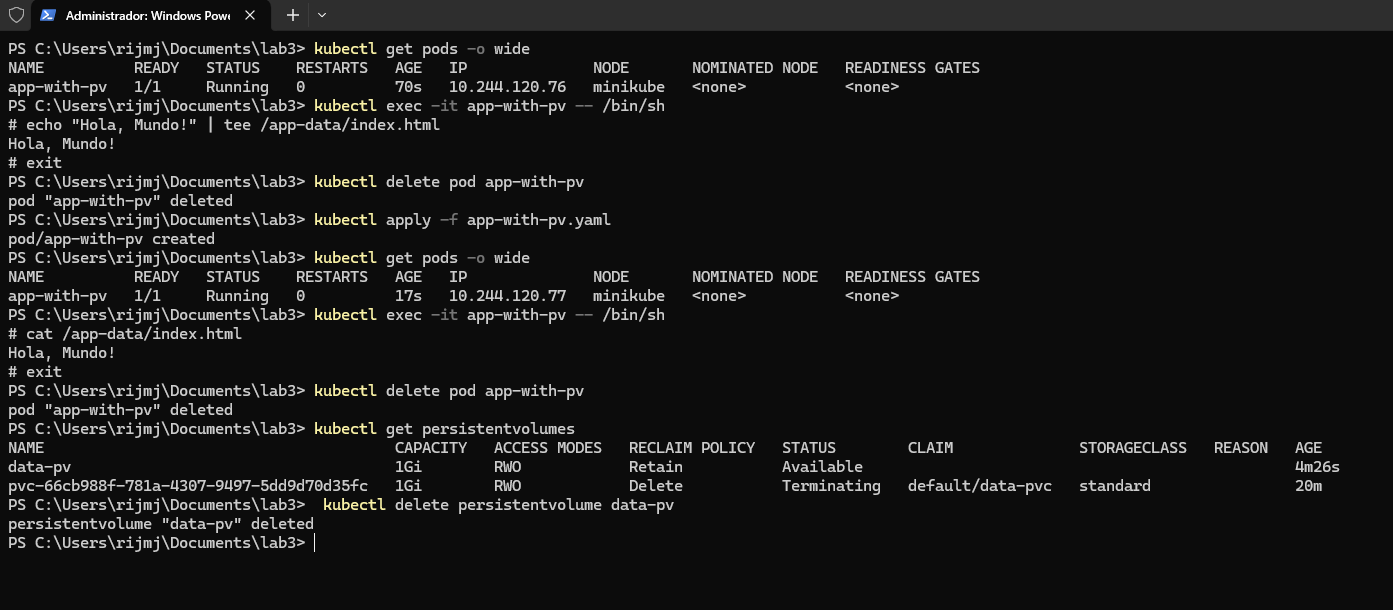 Administrador: Windows Powe
PS C:\Users\rijmj\Documents\lab3> kubectl get pods -o wide
NAME READY STATUS RESTARTS AGE IP NODE NOMINATED NODE READINESS GATES
app-with-pv 1/1 Running 0 70s 10.244.120.76 minikube <none> <none>
PS C:\Users\rijmj\Documents\lab3> kubectl exec -it app-with-pv -- /bin/sh
# echo "Hola, Mundo!" | tee /app-data/index.html
Hola, Mundo!
# exit
PS C:\Users\rijmj\Documents\lab3> kubectl delete pod app-with-pv
pod "app-with-pv" deleted
PS C:\Users\rijmj\Documents\lab3> kubectl apply -f app-with-pv.yaml
pod/app-with-pv created
PS C:\Users\rijmj\Documents\lab3> kubectl get pods -o wide
NAME READY STATUS RESTARTS AGE IP NODE NOMINATED NODE READINESS GATES
app-with-pv 1/1 Running 0 17s 10.244.120.77 minikube <none> <none>
PS C:\Users\rijmj\Documents\lab3> kubectl exec -it app-with-pv -- /bin/sh
# cat /app-data/index.html
Hola, Mundo!
# exit
PS C:\Users\rijmj\Documents\lab3> kubectl delete pod app-with-pv
pod "app-with-pv" deleted
PS C:\Users\rijmj\Documents\lab3> kubectl get persistentvolumes
NAME CAPACITY ACCESS MODES RECLAIM POLICY STATUS CLAIM STORAGECLASS REASON AGE
data-pv 1Gi RWO Retain Available 4m26s
pvc-66cb988f-781a-4307-9497-5dd9d70d35fc 1Gi RWO Delete Terminating default/data-pvc standard 20m
PS C:\Users\rijmj\Documents\lab3>  kubectl delete persistentvolume data-pv
persistentvolume "data-pv" deleted
PS C:\Users\rijmj\Documents\lab3>